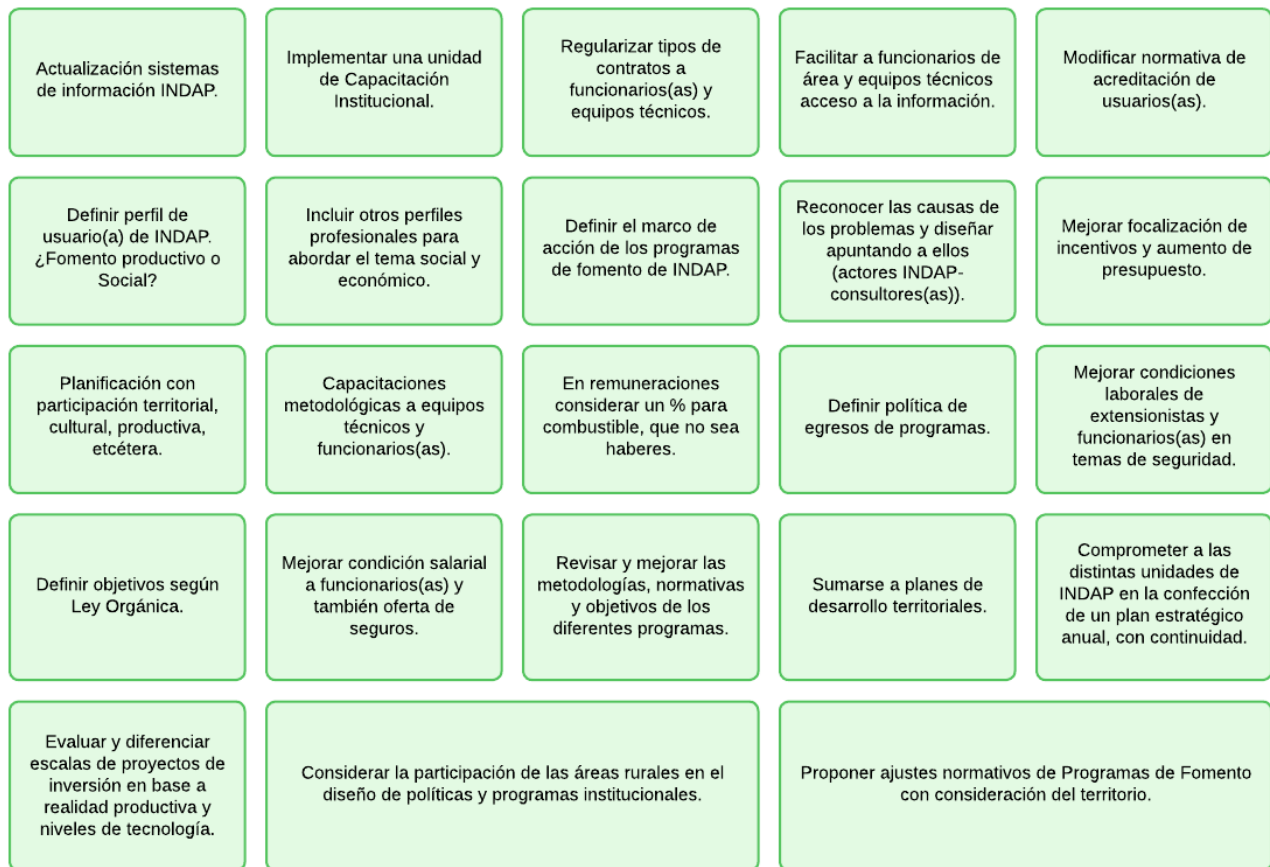 Actualización sistemas
de información INDAP.
Implementar una unidad
de Capacitación
Institucional.
Regularizar tipos de
contratos a
funcionarios(as) y
equipos técnicos.
Facilitar a funcionarios de
área y equipos técnicos
acceso a la información.
Modificar normativa de
acreditación de
usuarios(as).
Definir perfil de
usuario(a) de INDAP.
¿Fomento productivo o
Social?
Incluir otros perfiles
profesionales para
abordar el tema social y
económico.
Definir el marco de
acción de los programas
de fomento de INDAP.
Reconocer las causas de
los problemas y diseñar
apuntando a ellos
(actores INDAP-
consultores(as)).
Mejorar focalización de
incentivos y aumento de
presupuesto.
Planificación con
participación territorial,
cultural, productiva,
etcétera.
Capacitaciones
metodológicas a equipos
técnicos y
funcionarios(as).
En remuneraciones
considerar un % para
combustible, que no sea
haberes.
Definir política de
egresos de programas.
Mejorar condiciones
laborales de
extensionistas y
funcionarios(as) en
temas de seguridad.
Definir objetivos según
Ley Orgánica.
Mejorar condición salarial
a funcionarios(as) y
también oferta de
seguros.
Revisar y mejorar las
metodologías, normativas
y objetivos de los
diferentes programas.
Sumarse a planes de
desarrollo territoriales.
Comprometer a las
distintas unidades de
INDAP en la confección
de un plan estratégico
anual, con continuidad.
Evaluar y diferenciar
escalas de proyectos de
inversión en base a
realidad productiva y
niveles de tecnología.
Considerar la participación de las áreas rurales en el
diseño de políticas y programas institucionales.
Proponer ajustes normativos de Programas de Fomento
con consideración del territorio.